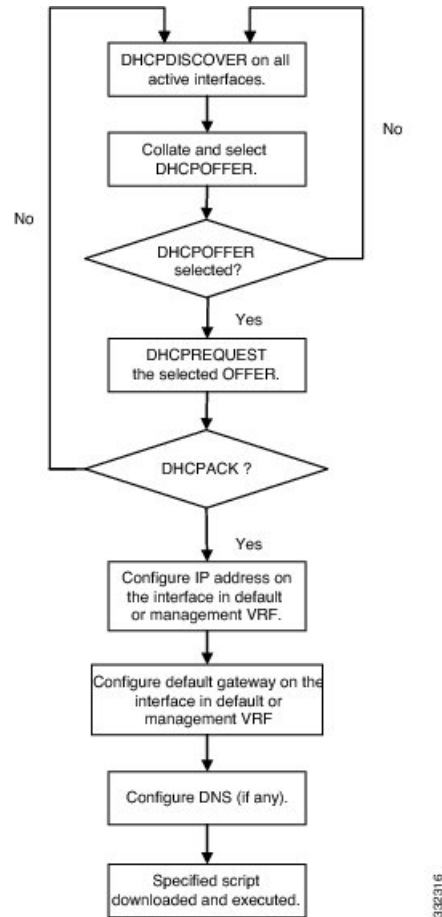 DHCPDISCOVER on all
active interfaces.
No
Collate and select
DHCPOFFER.
No
DHCPOFFER
selected?
Yes
DHCPREQUEST
the selected OFFER.
DHCPACK ?
Yes
Configure IP address on
the interface in default
or management VRF.
Configure default gateway on the
interface in default or
management VRF
Configure DNS (if any).
Specified script
downloaded and executed.
332316